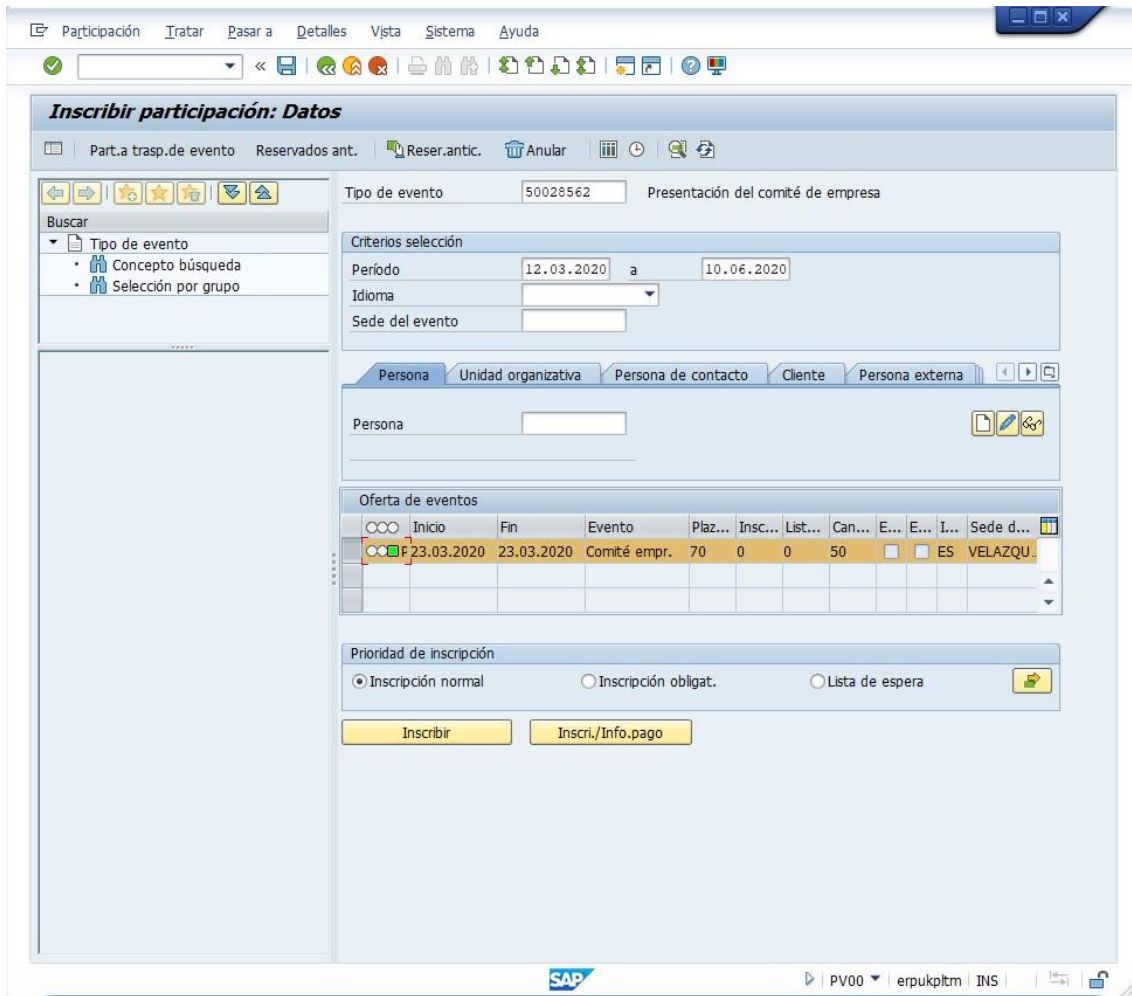 Participación Tratar Pasar a Detalles Vista Sistema Ayuda
Inscribir participación: Datos
Part.a trasp.de evento Reservados ant. Reser.antic. Anular
Buscar
Tipo de evento
Concepto búsqueda
Selección por grupo
Tipo de evento 50028562 Presentación del comité de empresa
Criterios selección
Período 12.03.2020 a 10.06.2020
Idioma
Sede del evento
Persona Unidad organizativa Persona de contacto Cliente Persona externa
Persona
Oferta de eventos
Inicio Fin Evento Plaz... Insc... List... Can... E... E... I... Sede d...
F 23.03.2020 23.03.2020 Comité empr. 70 0 0 50 ES VELAZQU..
Prioridad de inscripción
Inscripción normal Inscripción obligat. Lista de espera
Inscribir Inscri./Info.pago
SAP PV00 erpukpltm INS